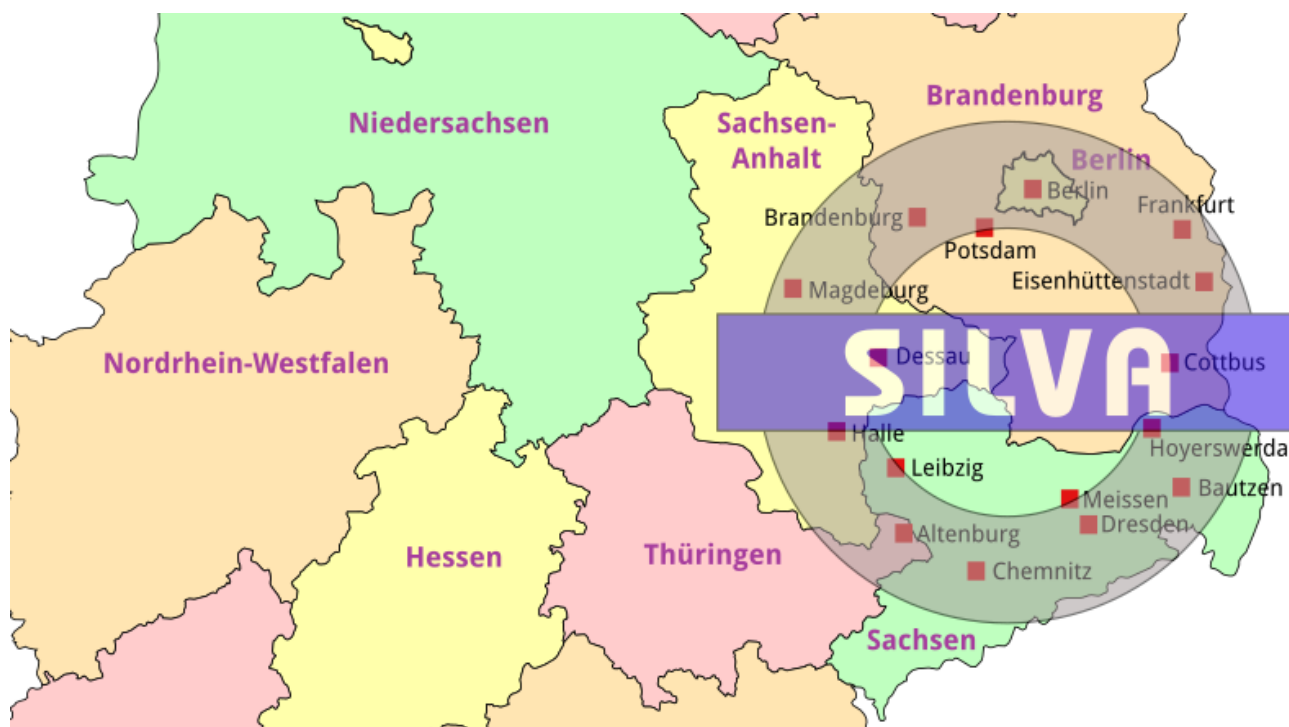 Brandenburg
Niedersachsen
Sachsen-
Anhalt
Berlin
Berlin
Frankfurt
Brandenburg
Potsdam
Eisenhüttenstadt
Magdeburg
SILVA
Dessau
Cottbus
Nordrhein-Westfalen
Halle
Hoyerswerda
Leibzig
Bautzen
Meissen
Dresden
Altenburg
Hessen
Thüringen
Chemnitz
Sachsen